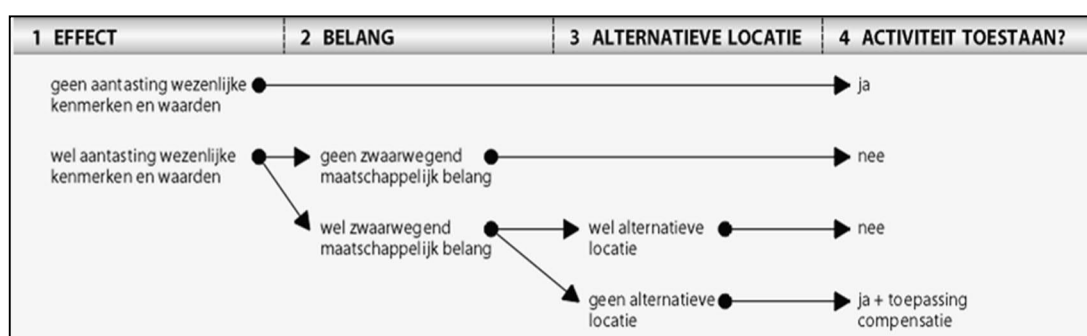 1 EFFECT
2 BELANG
3 ALTERNATIEVE LOCATIE
4 ACTIVITEIT TOESTAAN?
geen aantasting wezenlijke
kenmerken en waarden
ja
wel aantasting wezenlijke
kenmerken en waarden
geen zwaarwegend
maatschappelijk belang
nee
wel zwaarwegend
maatschappelijk belang
wel alternatieve
locatie
nee
geen alternatieve
locatie
ja + toepassing
compensatie